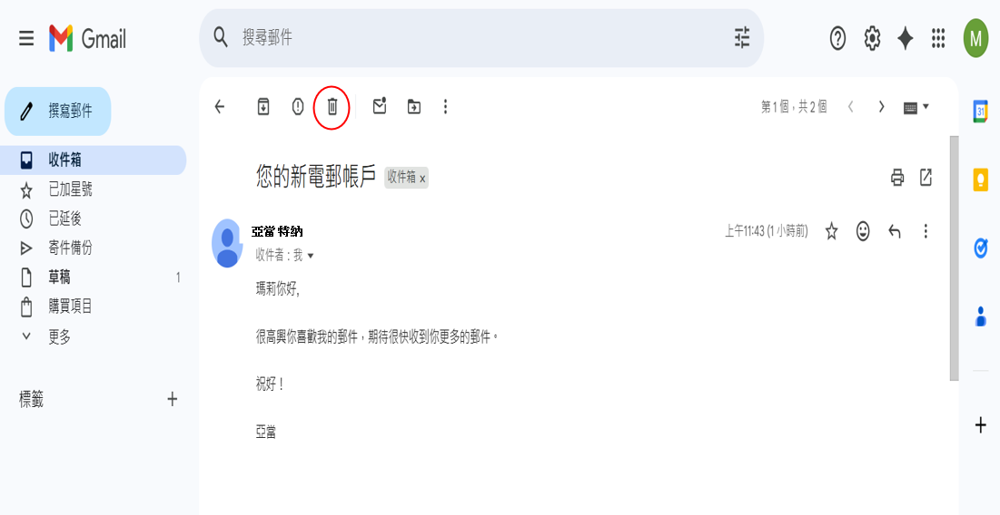 Gmail
搜尋郵件
M
撰寫郵件
第 1 個，共 2 個
31
收件箱
已加星號
已延後
寄件備份
草稿 1
購買項目
更多
標籤
您的新電郵帳戶 收件箱 x
亞當 特納
上午11:43 (1 小時前)
收件者：我
瑪莉你好,
很高興你喜歡我的郵件，期待很快收到你更多的郵件。
祝好！
亞當